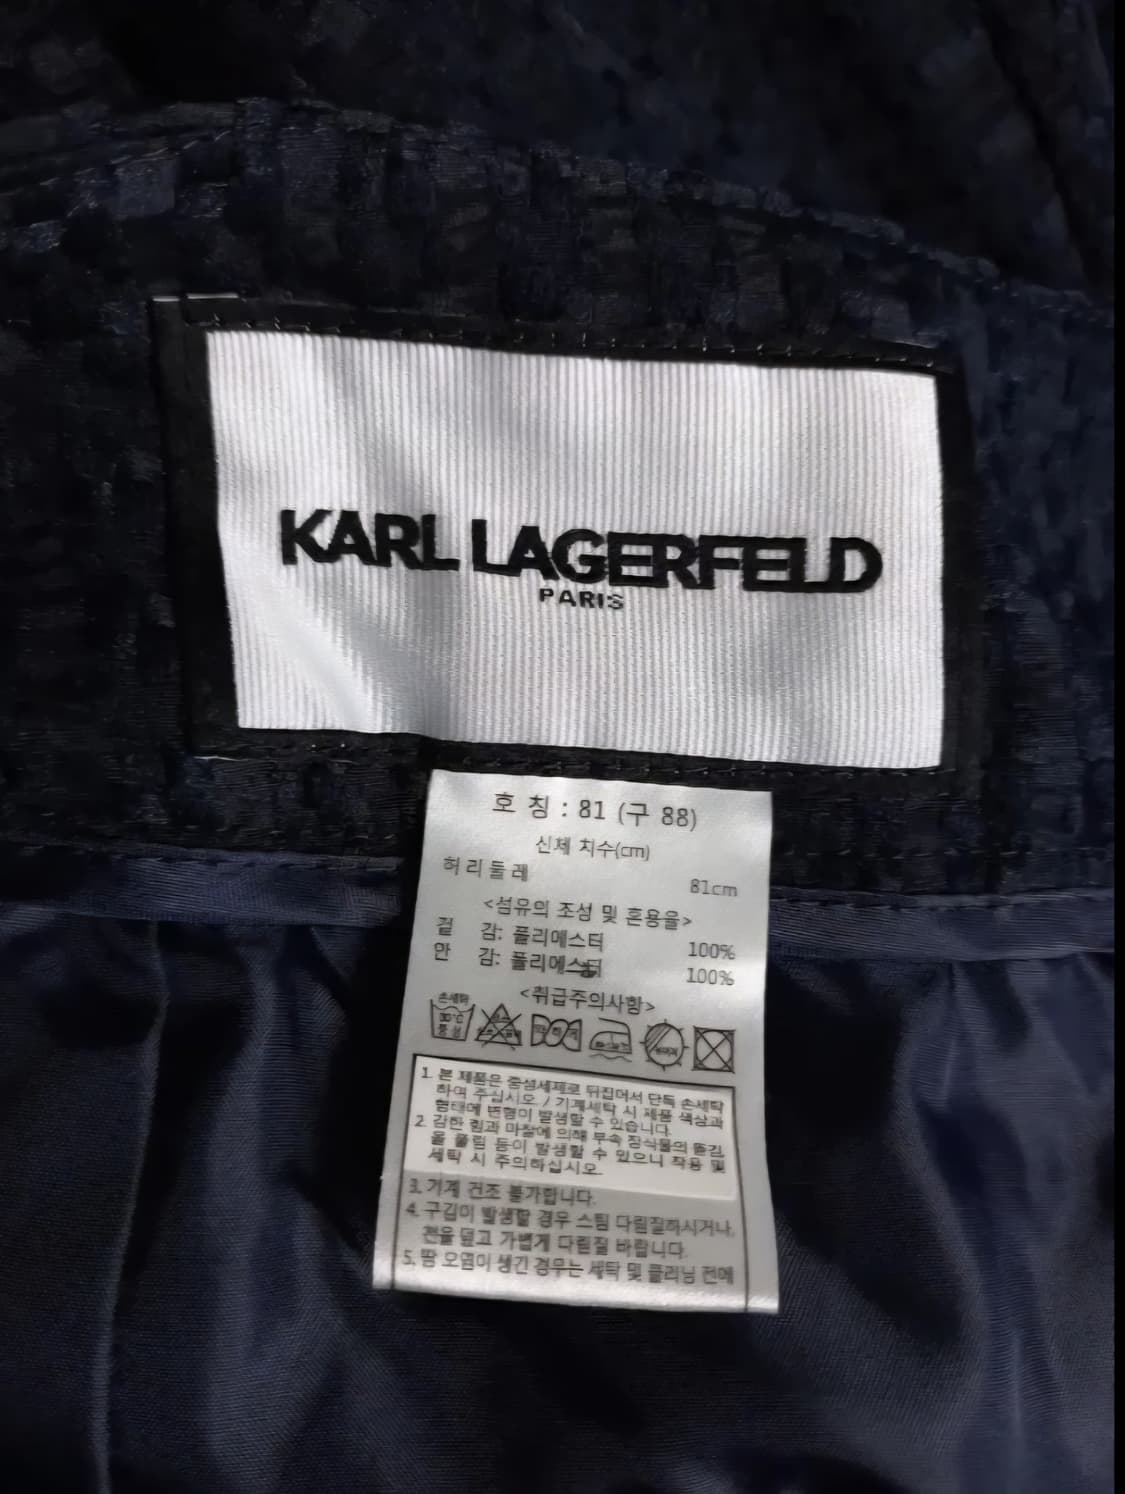 KARL LAGERFELD
PARIS
호 칭 : 81 (구 88)
신체 치수(cm)
허리둘레 81cm
<섬유의 조성 및 혼용율>
겉 감: 폴리에스터 100%
안 감: 폴리에스터 100%
<취급주의사항>
손세탁
30°C
중성
1. 본 제품은 중성세제로 뒤집어서 단독 손세탁
하여 주십시오 / 기계세탁 시 제품 색상과
형태에 변형이 발생할 수 있습니다.
2. 강한 힘과 마찰에 의해 부속 장식물의 뜯김,
올 풀림 등이 발생할 수 있으니 착용 및
세탁 시 주의하십시오.
3. 기계 건조 불가합니다.
4. 구김이 발생할 경우 스팀 다림질하시거나,
천을 덮고 가볍게 다림질 바랍니다.
5. 땀 오염이 생긴 경우는 세탁 및 클리닝 전에